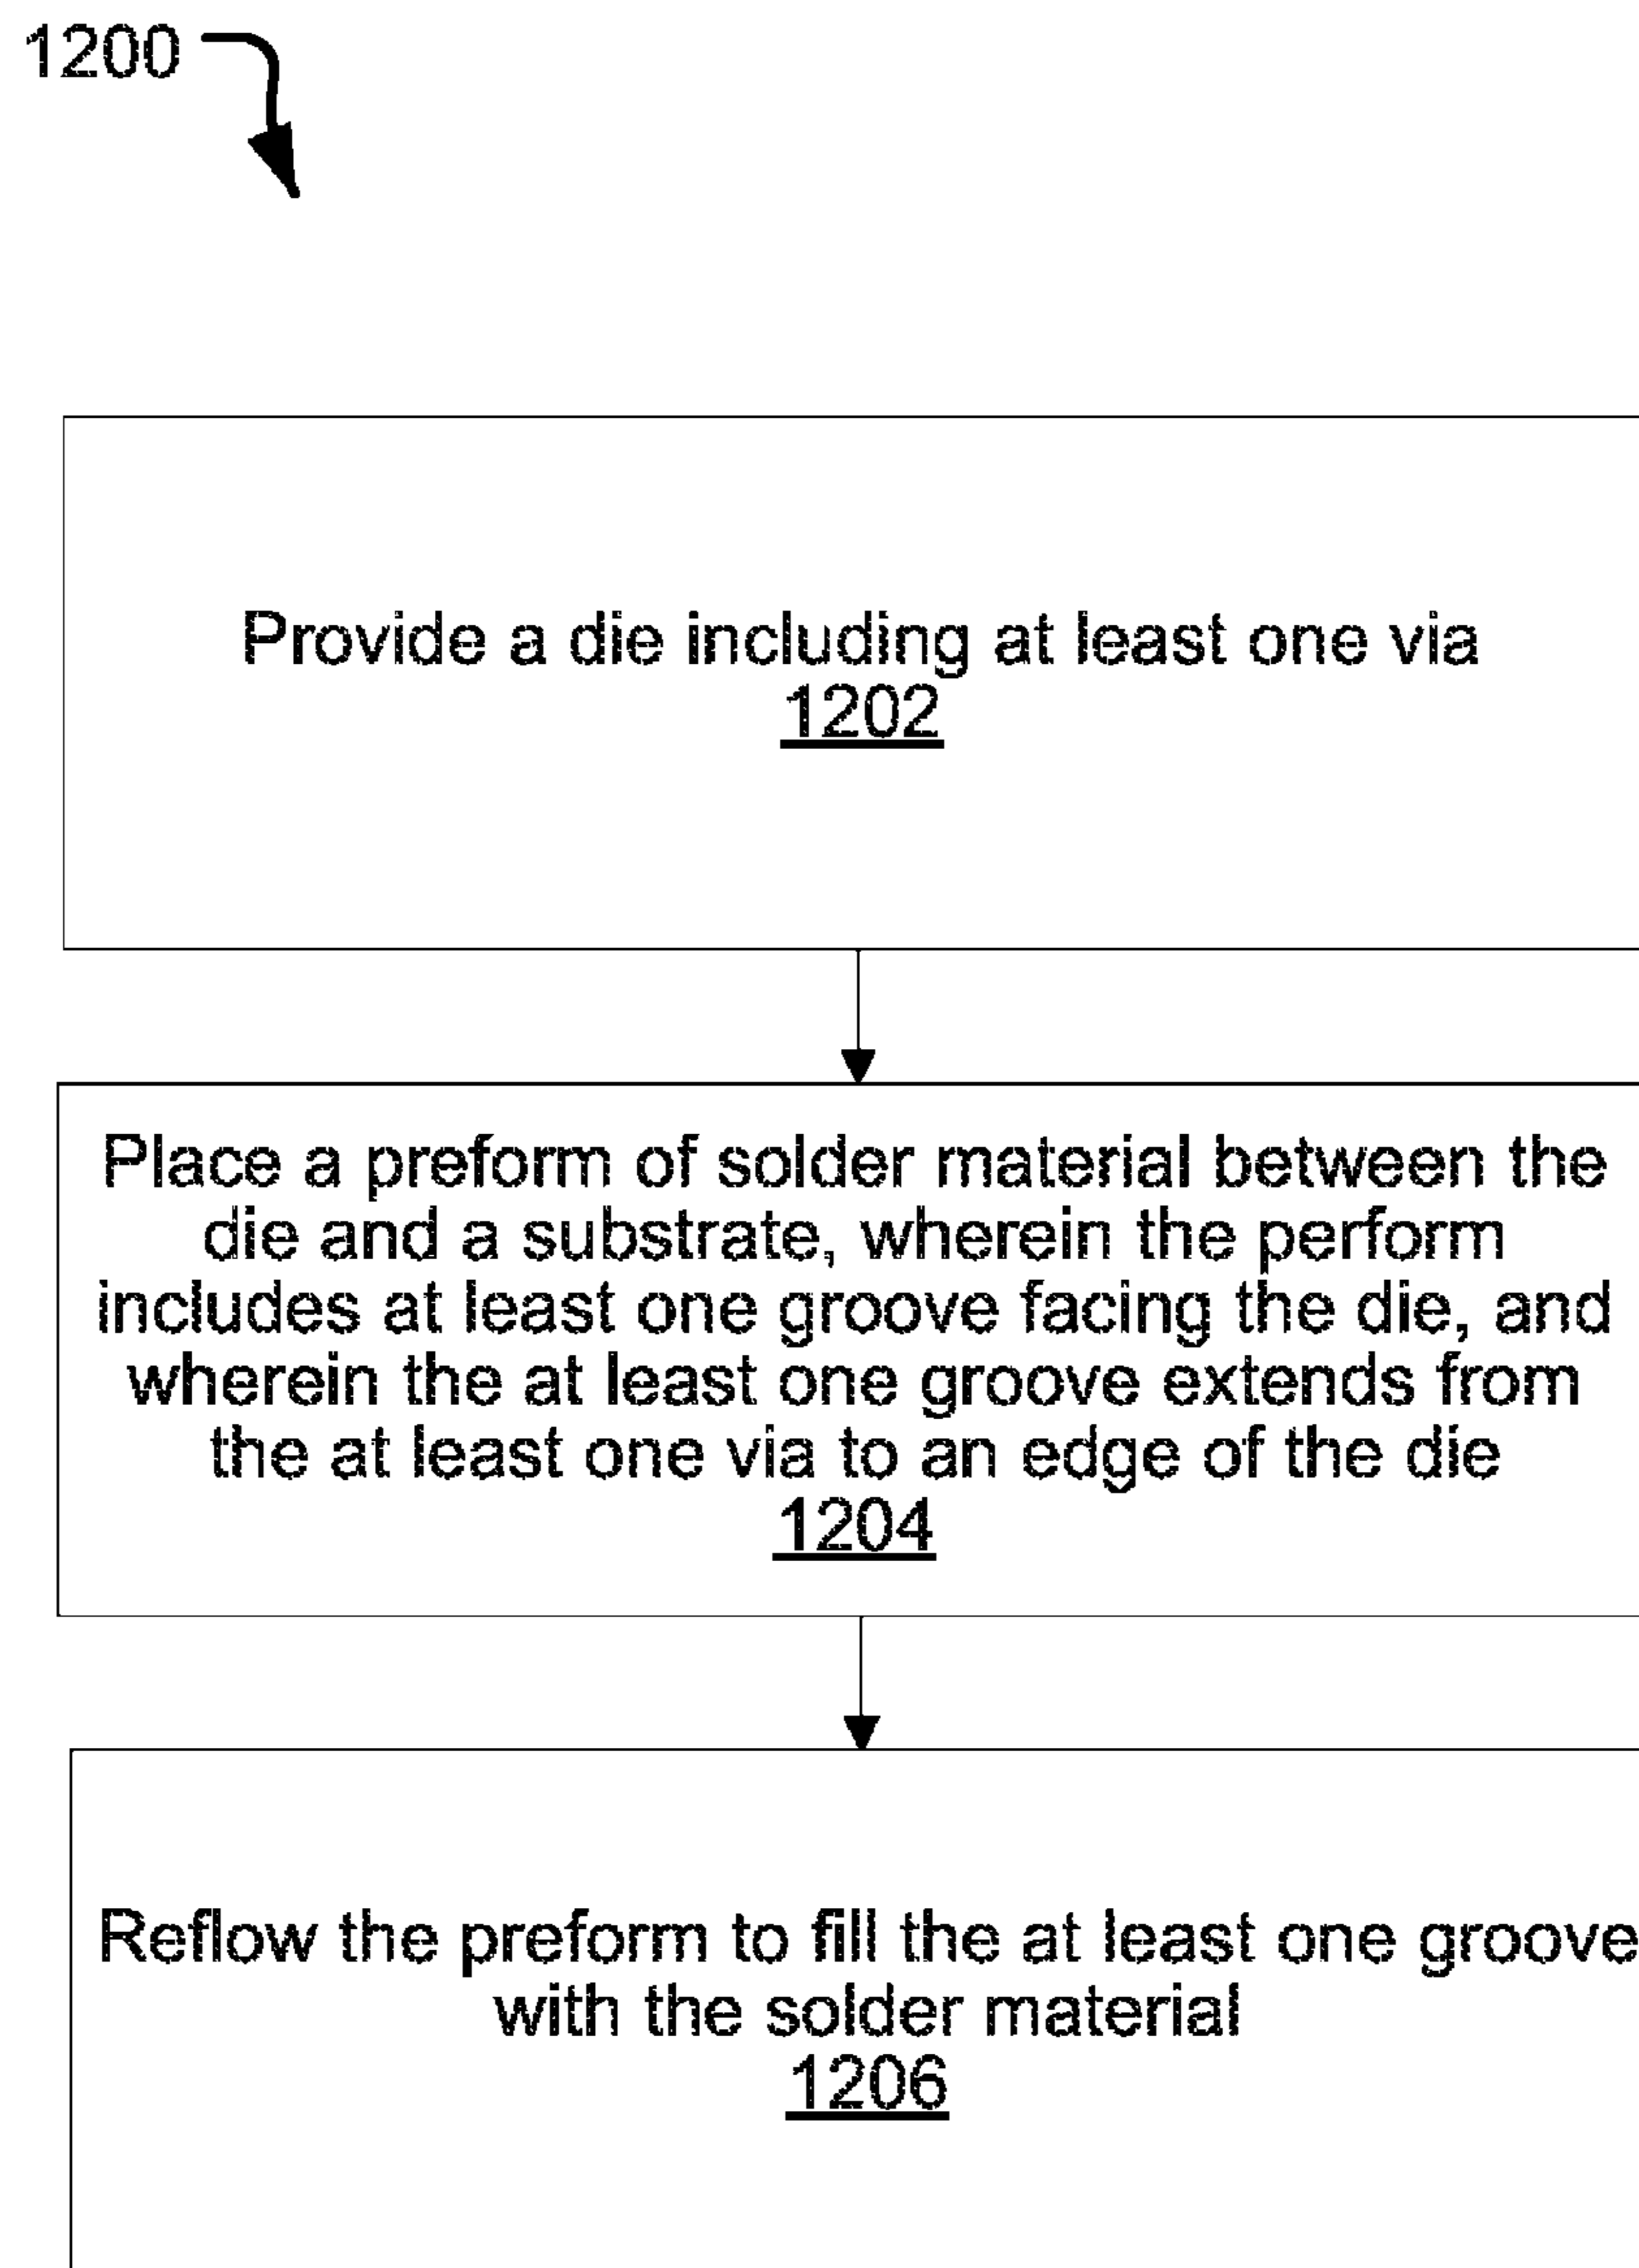 1200
Provide a die including at least one via
1202
Place a preform of solder material between the
die and a substrate, wherein the perform
includes at least one groove facing the die, and
wherein the at least one groove extends from
the at least one via to an edge of the die
1204
Reflow the preform to fill the at least one groove
with the solder material
1206